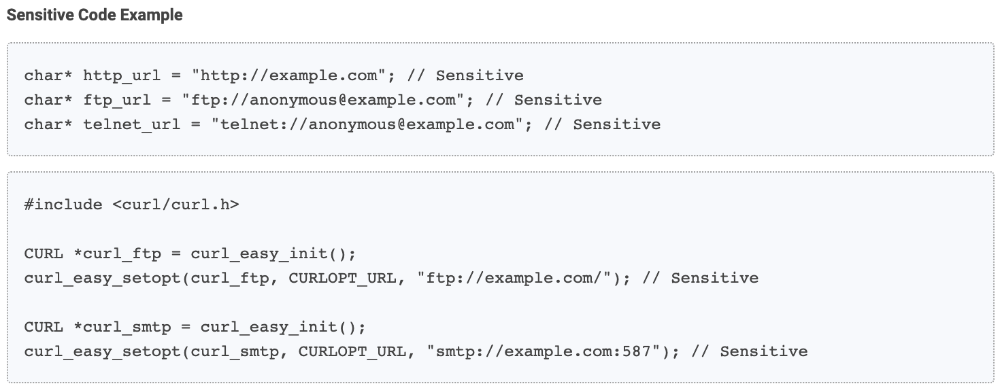 Sensitive Code Example
char* http_url = "http://example.com"; // Sensitive
char* ftp_url = "ftp://anonymous@example.com"; // Sensitive
char* telnet_url = "telnet://anonymous@example.com"; // Sensitive
#include <curl/curl.h>
CURL *curl_ftp = curl_easy_init();
curl_easy_setopt(curl_ftp, CURLOPT_URL, "ftp://example.com/"); // Sensitive
CURL *curl_smtp = curl_easy_init();
curl_easy_setopt(curl_smtp, CURLOPT_URL, "smtp://example.com:587"); // Sensitive